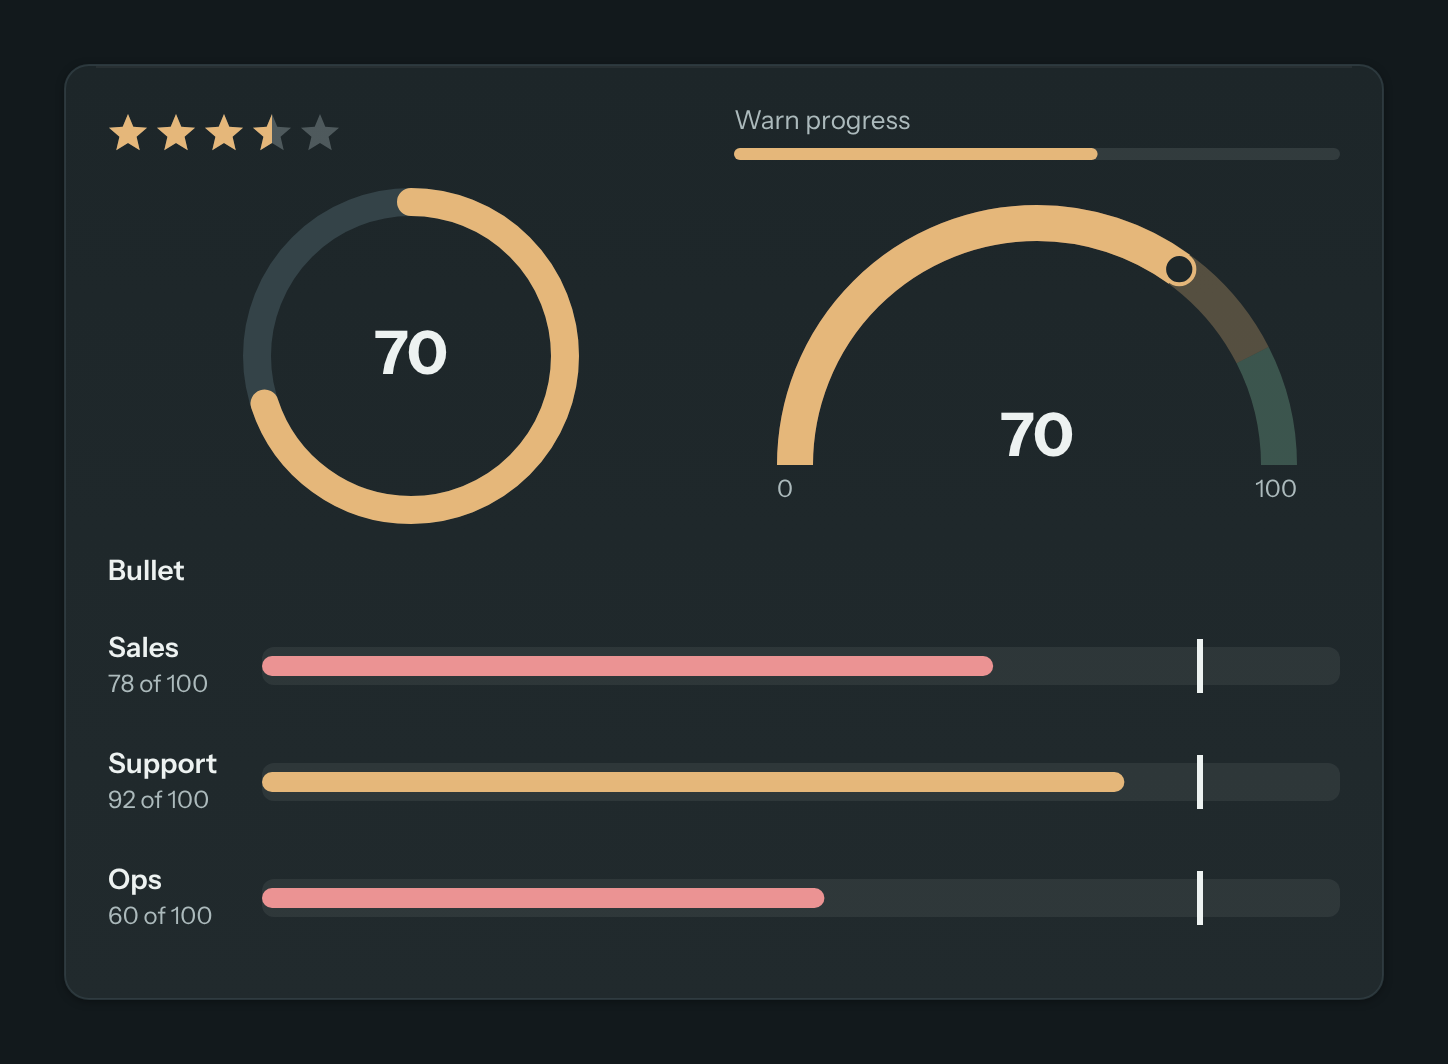 Warn progress
70
70
0
100
Bullet
Sales
78 of 100
Support
92 of 100
Ops
60 of 100